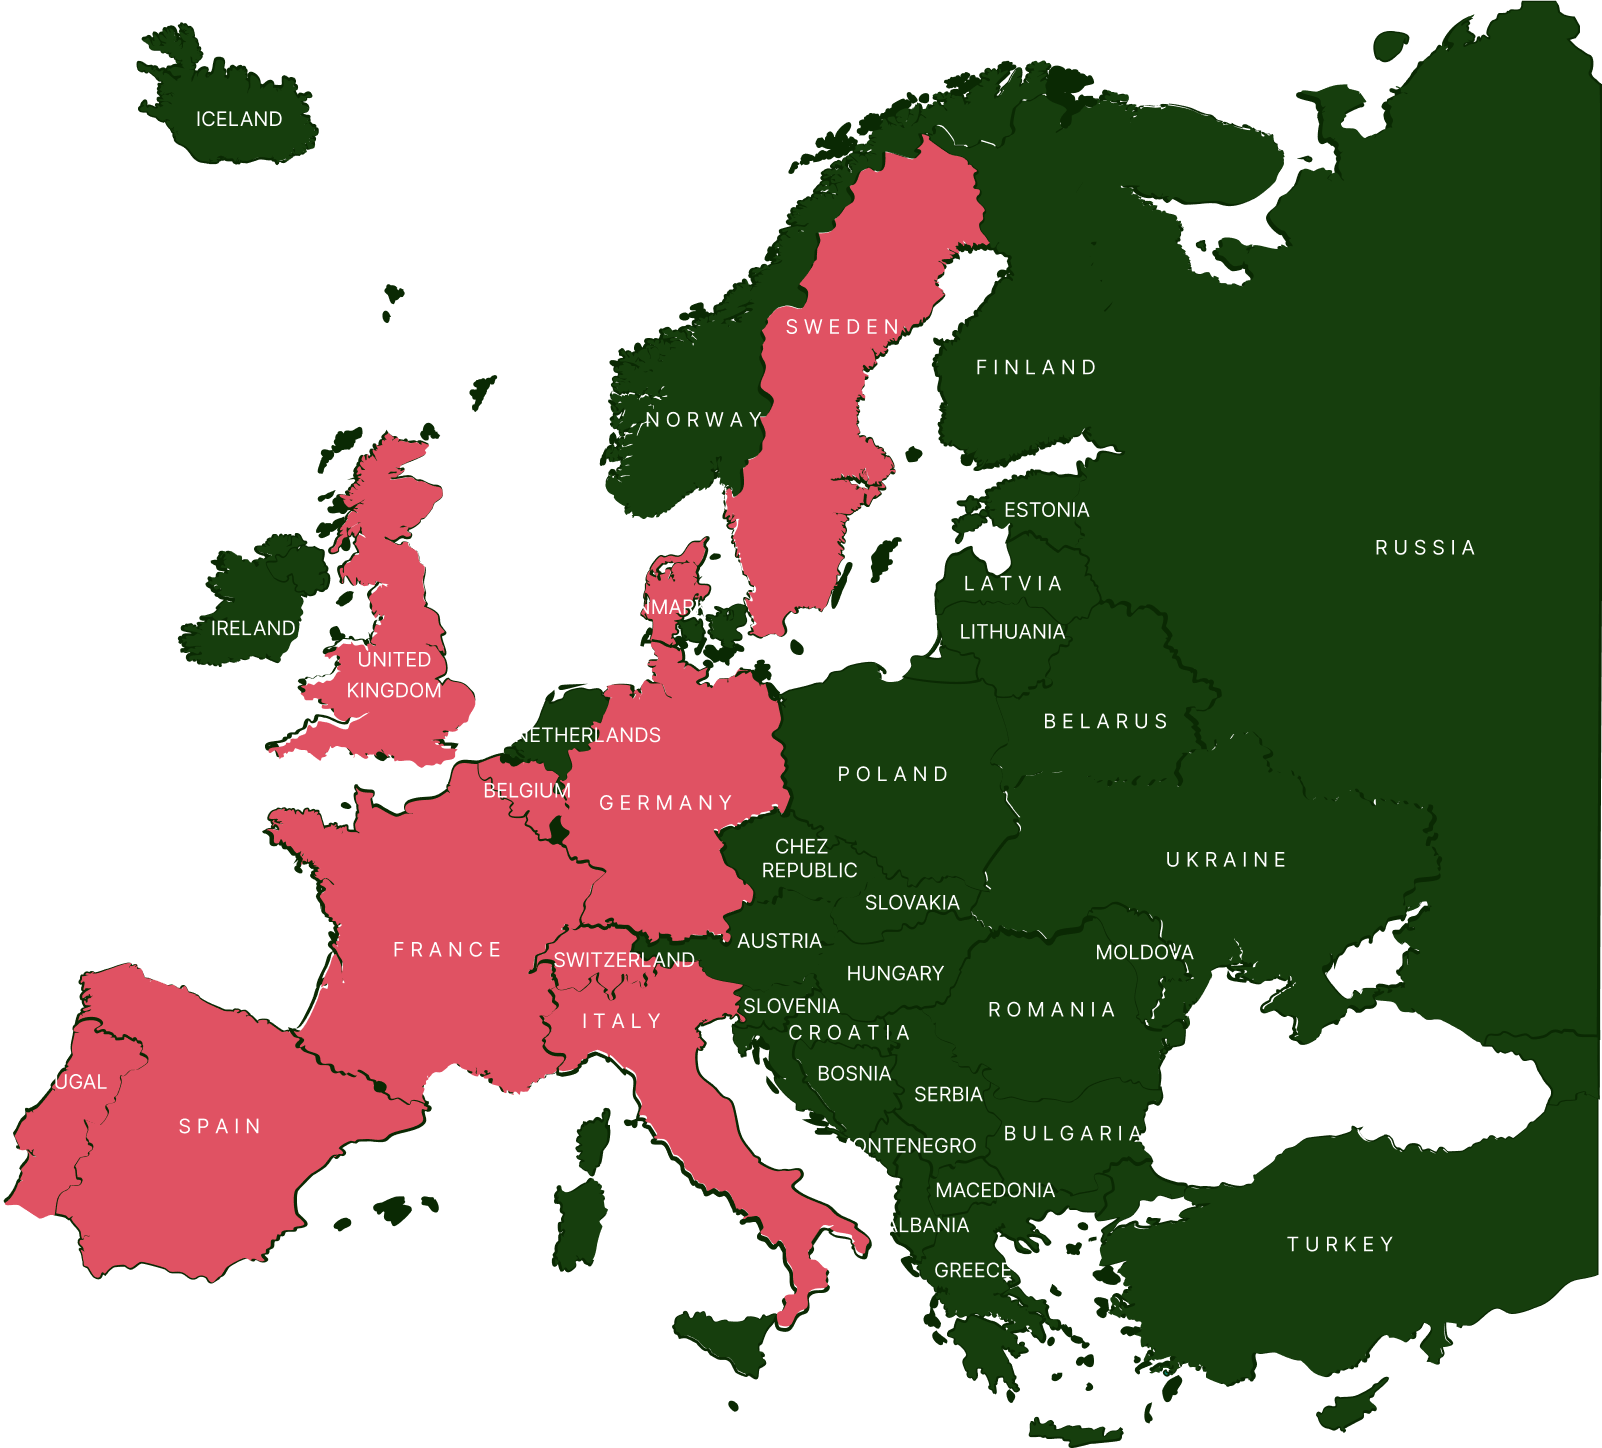 ICELAND
SWEDEN
FINLAND
NORWAY
ESTONIA
RUSSIA
LATVIA
NMARK
IRELAND
LITHUANIA
UNITED
KINGDOM
BELARUS
NETHERLANDS
POLAND
BELGIUM
GERMANY
CHEZ
REPUBLIC
UKRAINE
SLOVAKIA
AUSTRIA
FRANCE
MOLDOVA
SWITZERLAND
HUNGARY
SLOVENIA
ROMANIA
ITALY
CROATIA
BOSNIA
UGAL
SERBIA
SPAIN
BULGARIA
ONTENEGRO
MACEDONIA
ALBANIA
TURKEY
GREECE